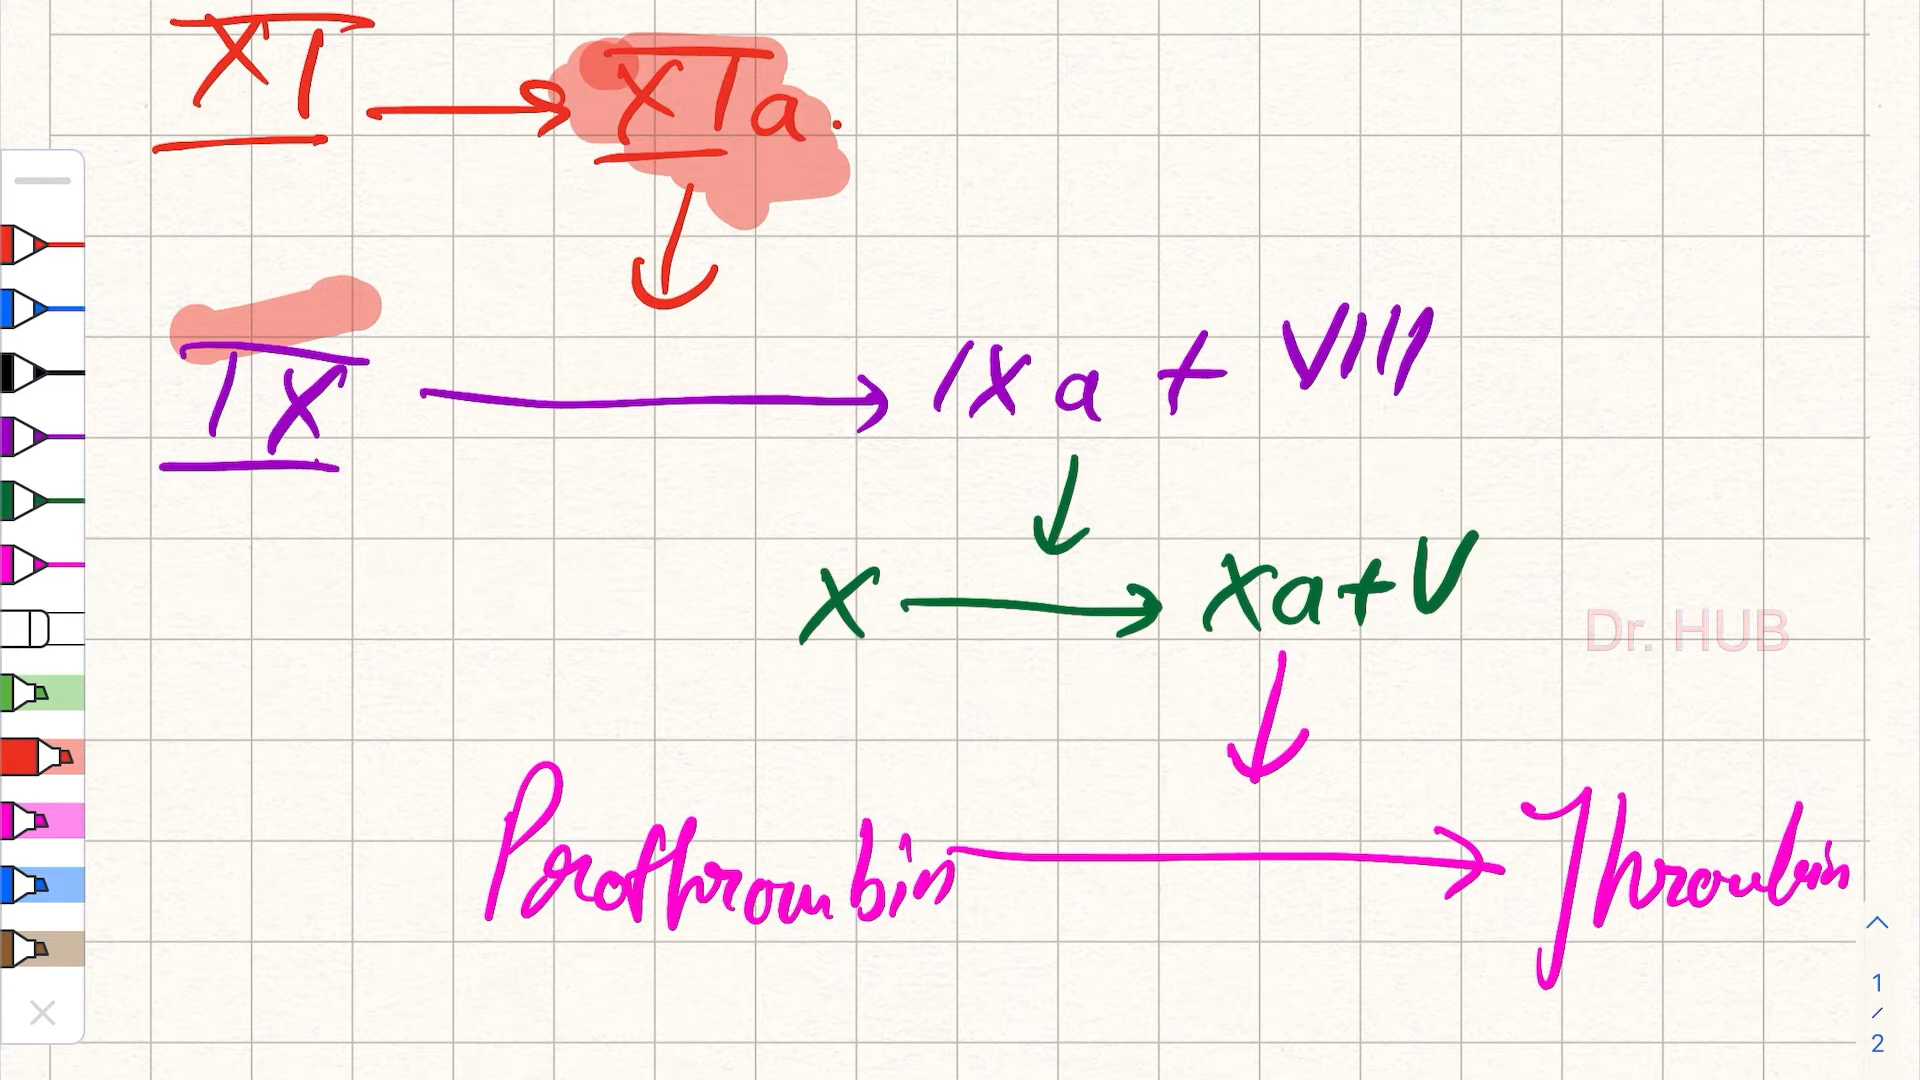 XI → XIa.
IX → IXa + VIII
X → Xa + V
Dr. HUB
Prothrombin → Thrombin
1
/
2